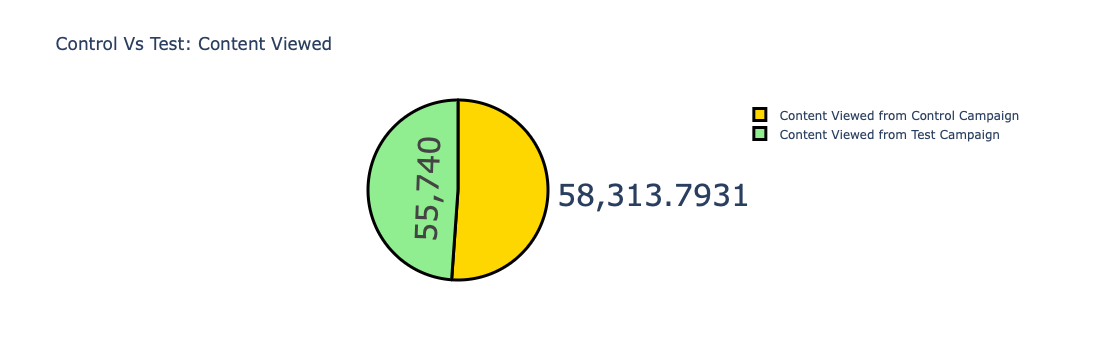 Control Vs Test: Content Viewed
Content Viewed from Control Campaign
Content Viewed from Test Campaign
55,740
58,313.7931